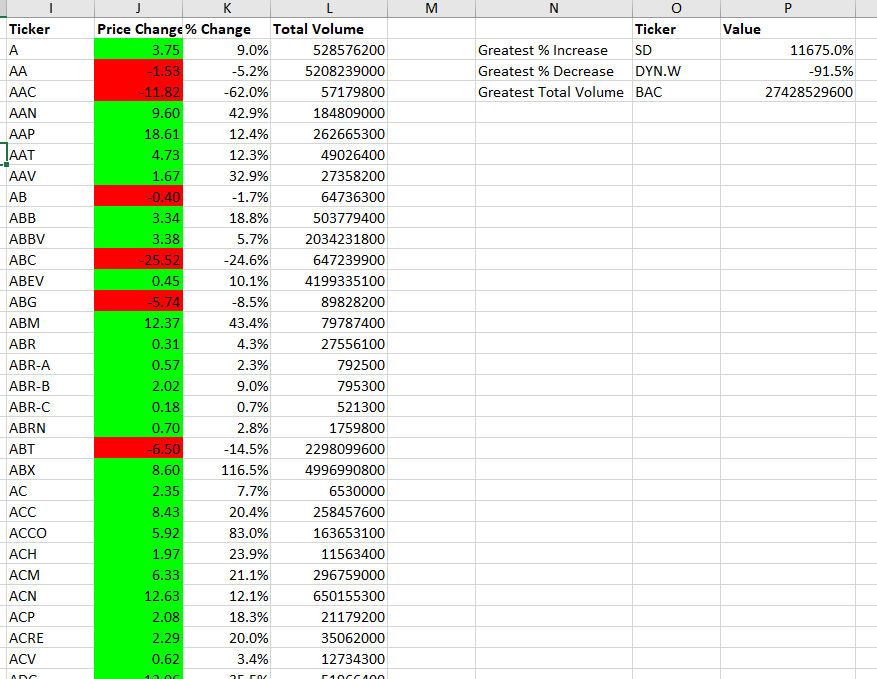 I J K L M N O P
Ticker Price Change % Change Total Volume Ticker Value
A 3.75 9.0% 528576200 Greatest % Increase SD 11675.0%
AA -1.53 -5.2% 5208239000 Greatest % Decrease DYN.W -91.5%
AAC -11.82 -62.0% 57179800 Greatest Total Volume BAC 27428529600
AAN 9.60 42.9% 184809000
AAP 18.61 12.4% 262665300
AAT 4.73 12.3% 49026400
AAV 1.67 32.9% 27358200
AB -0.40 -1.7% 64736300
ABB 3.34 18.8% 503779400
ABBV 3.38 5.7% 2034231800
ABC -25.52 -24.6% 647239900
ABEV 0.45 10.1% 4199335100
ABG -5.74 -8.5% 89828200
ABM 12.37 43.4% 79787400
ABR 0.31 4.3% 27556100
ABR-A 0.57 2.3% 792500
ABR-B 2.02 9.0% 795300
ABR-C 0.18 0.7% 521300
ABRN 0.70 2.8% 1759800
ABT -6.50 -14.5% 2298099600
ABX 8.60 116.5% 4996990800
AC 2.35 7.7% 6530000
ACC 8.43 20.4% 258457600
ACCO 5.92 83.0% 163653100
ACH 1.97 23.9% 11563400
ACM 6.33 21.1% 296759000
ACN 12.63 12.1% 650155300
ACP 2.08 18.3% 21179200
ACRE 2.29 20.0% 35062000
ACV 0.62 3.4% 12734300